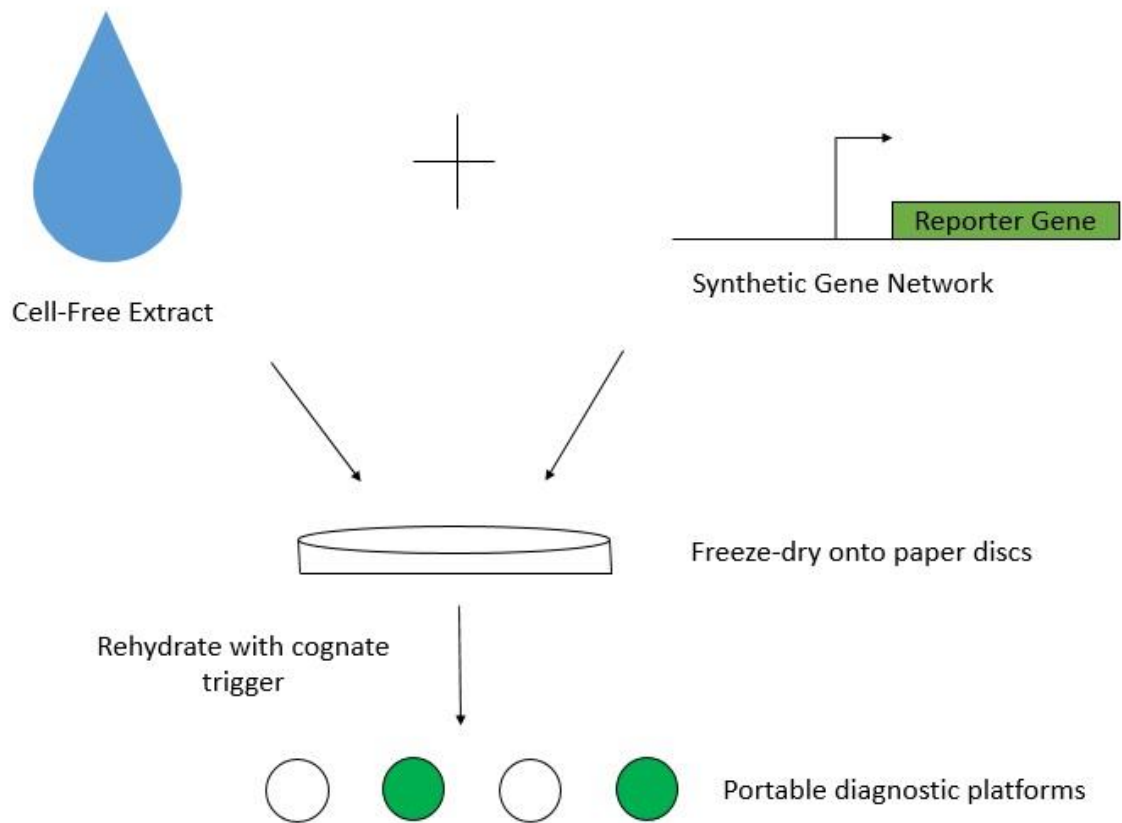 Reporter Gene
Synthetic Gene Network
Cell-Free Extract
Freeze-dry onto paper discs
Rehydrate with cognate
trigger
Portable diagnostic platforms